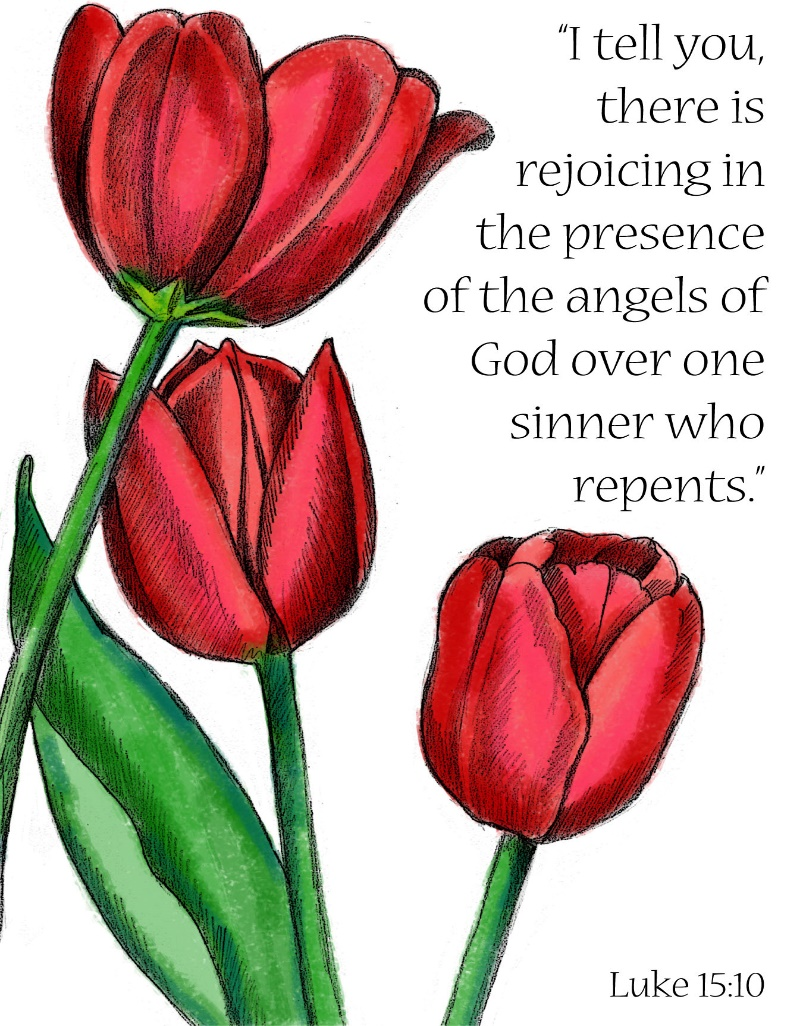 “I tell you,
there is
rejoicing in
the presence
of the angels of
God over one
sinner who
repents.”
Luke 15:10